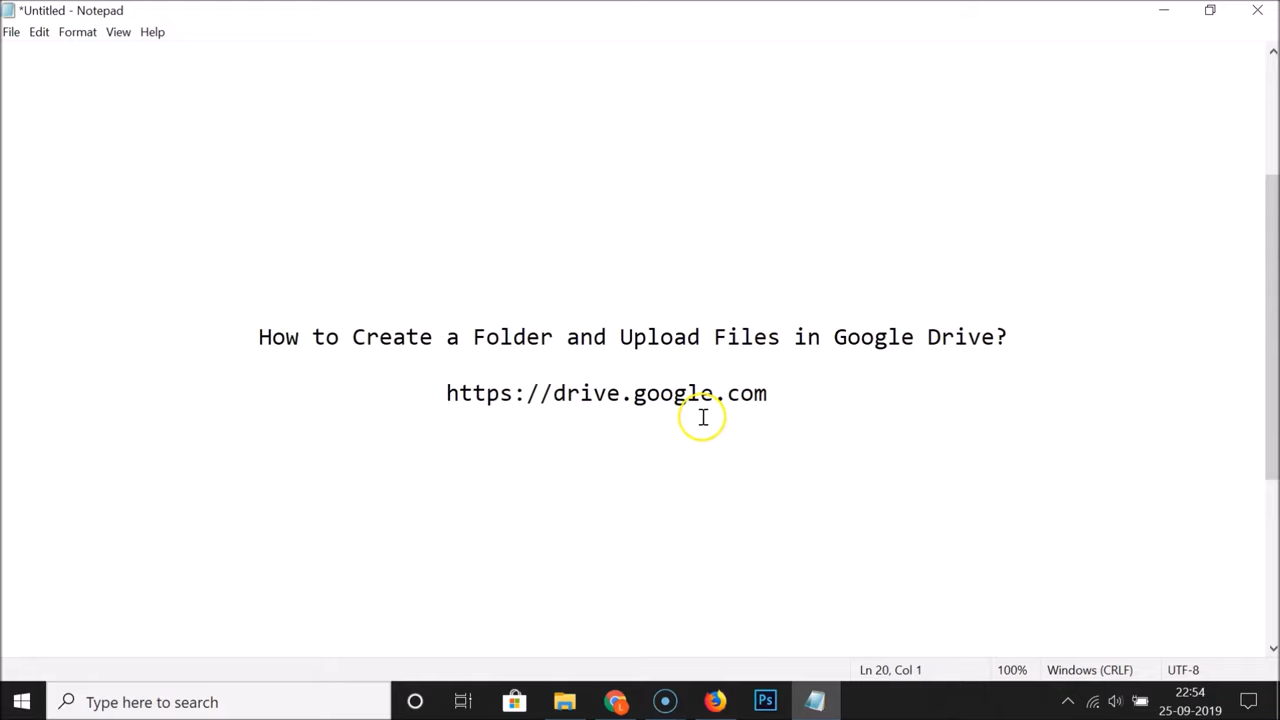 *Untitled - Notepad
File Edit Format View Help
How to Create a Folder and Upload Files in Google Drive?
https://drive.google.com
Ln 20, Col 1 100% Windows (CRLF) UTF-8
Type here to search
Ps
L
22:54
25-09-2019